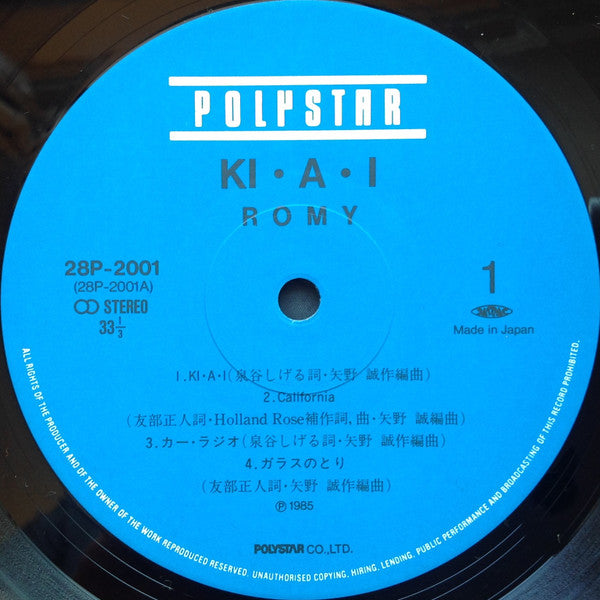 POLYSTAR
KI・A・I
ROMY
28P-2001
(28P-2001A)
STEREO
33 1/3
1
Made in Japan
1.KI・A・I(泉谷しげる詞・矢野 誠作編曲)
2.California
(友部正人詞・Holland Rose補作詞,曲・矢野 誠編曲)
3.カー・ラジオ(泉谷しげる詞・矢野 誠作編曲)
4.ガラスのとり
(友部正人詞・矢野 誠作編曲)
Ⓟ1985
POLYSTAR CO.,LTD.
ALL RIGHTS OF THE PRODUCER AND OF THE OWNER OF THE WORK REPRODUCED RESERVED. UNAUTHORISED COPYING, HIRING, LENDING, PUBLIC PERFORMANCE AND BROADCASTING OF THIS RECORD PROHIBITED.